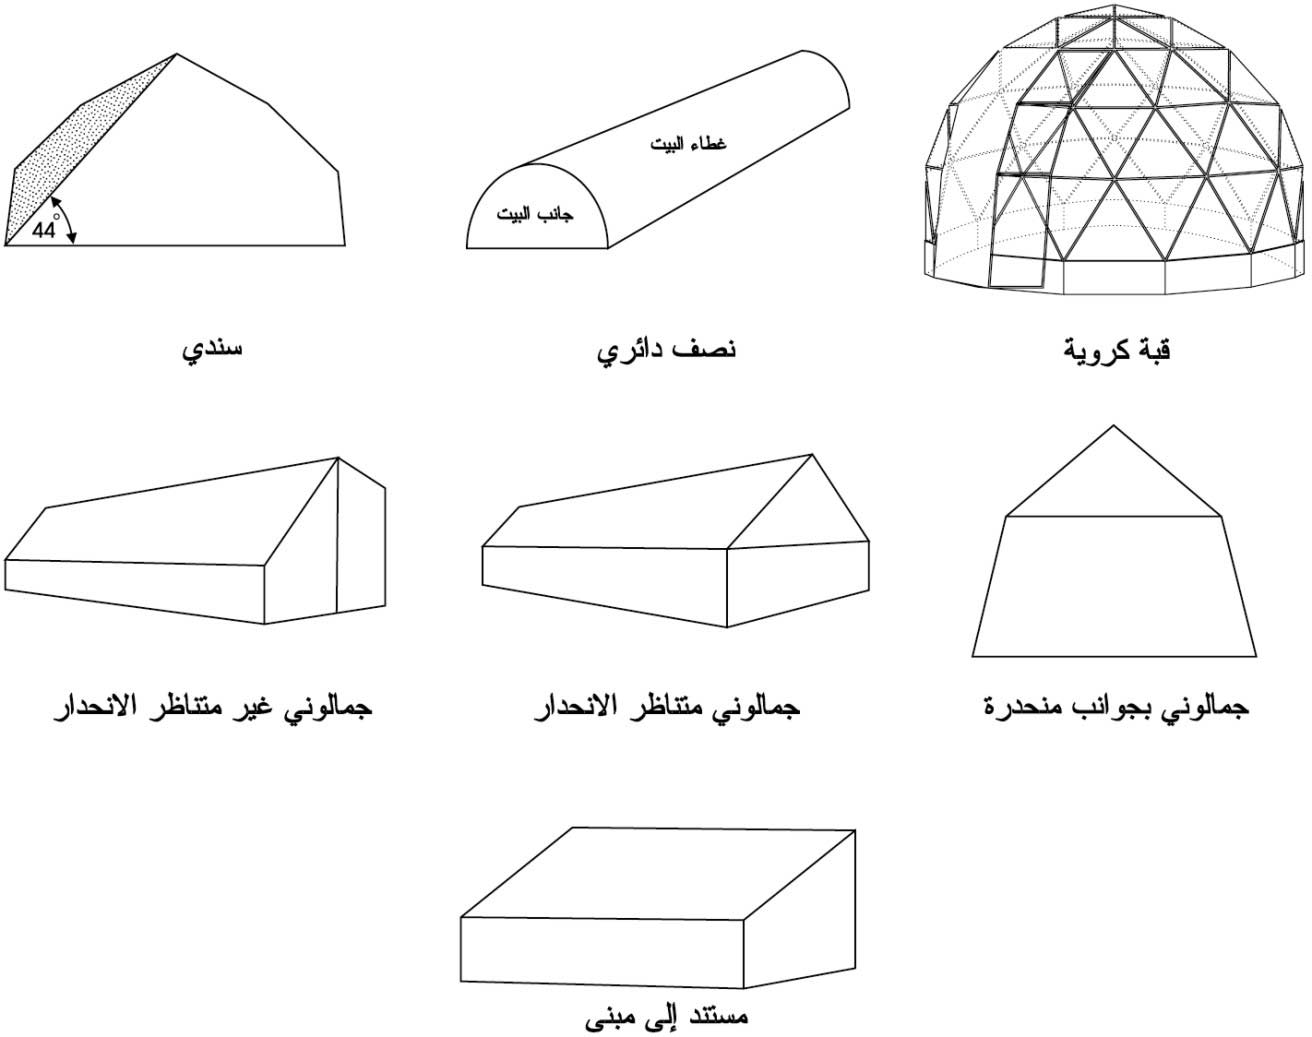 قبة كروية
غطاء البيت
جانب البيت
نصف دائري
44°
سندي
جمالوني بجوانب منحدرة
جمالوني متناظر الانحدار
جمالوني غير متناظر الانحدار
مستند إلى مبنى